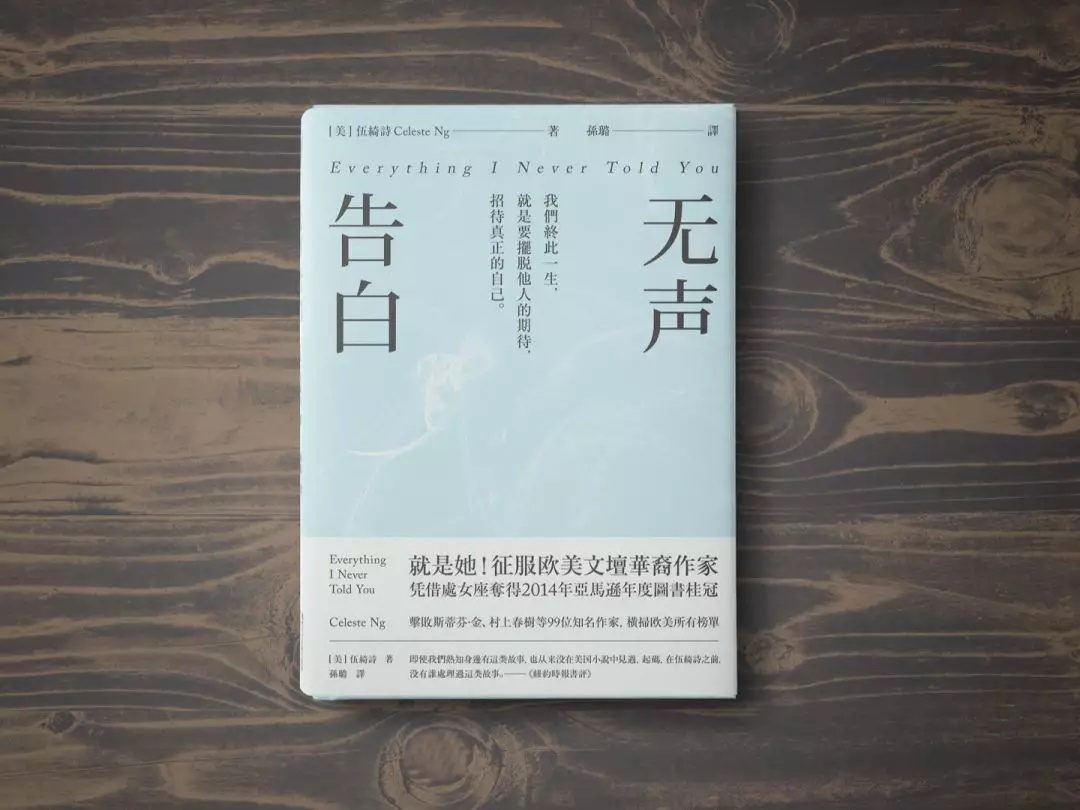 [美] 伍綺詩 Celeste Ng ——— 著 孫璐 ——— 譯
Everything I Never Told You
无声
告白
我們終此一生，
就是要擺脱他人的期待，
招待真正的自己。
Everything
I Never
Told You
Celeste Ng
就是她！征服欧美文壇華裔作家
凭借處女座奪得2014年亞馬遜年度圖書桂冠
擊敗斯蒂芬·金、村上春樹等99位知名作家，橫掃欧美所有榜單
[美] 伍綺詩 著
孫璐 譯
即使我們熟知身邊有這类故事，也从来没在美国小説中見過，起碼，在伍綺詩之前，
没有誰處理過這类故事。——《紐約時報書評》